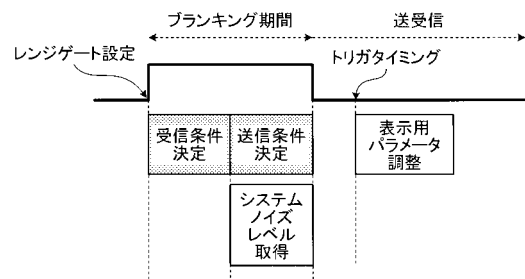 ブランキング期間
送受信
レンジゲート設定
トリガタイミング
受信条件
決定
送信条件
決定
表示用
パラメータ
調整
システム
ノイズ
レベル
取得